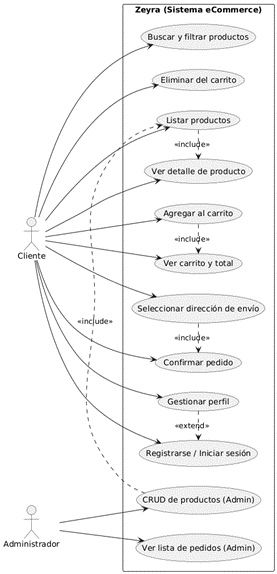 Zeyra (Sistema eCommerce)
Buscar y filtrar productos
Eliminar del carrito
Listar productos
«include»
Ver detalle de producto
Agregar al carrito
«include»
Cliente
Ver carrito y total
Seleccionar dirección de envío
«include»
«include»
Confirmar pedido
Gestionar perfil
«extend»
Registrarse / Iniciar sesión
CRUD de productos (Admin)
Administrador
Ver lista de pedidos (Admin)